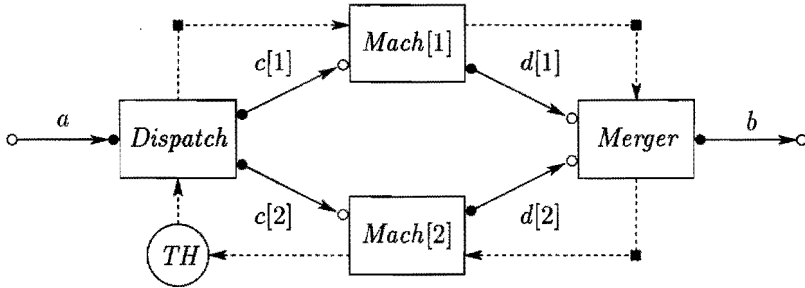 Mach[1]
c[1]
d[1]
a
Dispatch
Merger
b
c[2]
d[2]
Mach[2]
TH